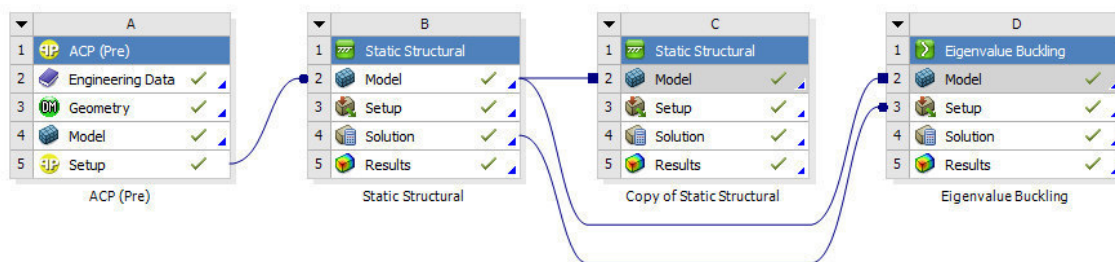 A
1 ACP (Pre)
2 Engineering Data
3 DM Geometry
4 Model
5 Setup
ACP (Pre)
B
1 Static Structural
2 Model
3 Setup
4 Solution
5 Results
Static Structural
C
1 Static Structural
2 Model
3 Setup
4 Solution
5 Results
Copy of Static Structural
D
1 Eigenvalue Buckling
2 Model
3 Setup
4 Solution
5 Results
Eigenvalue Buckling